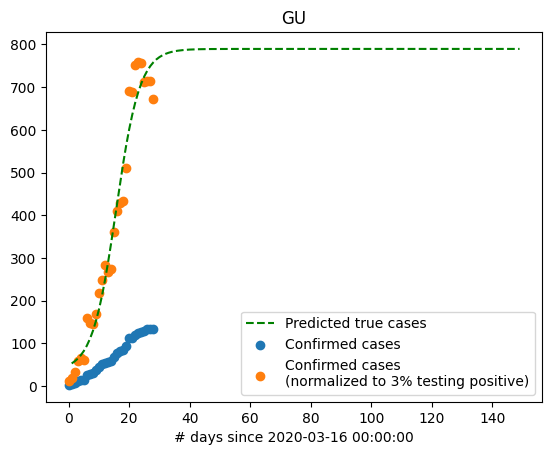 GU
800
700
600
500
400
300
200
100
0
Predicted true cases
Confirmed cases
Confirmed cases
(normalized to 3% testing positive)
0 20 40 60 80 100 120 140
# days since 2020-03-16 00:00:00